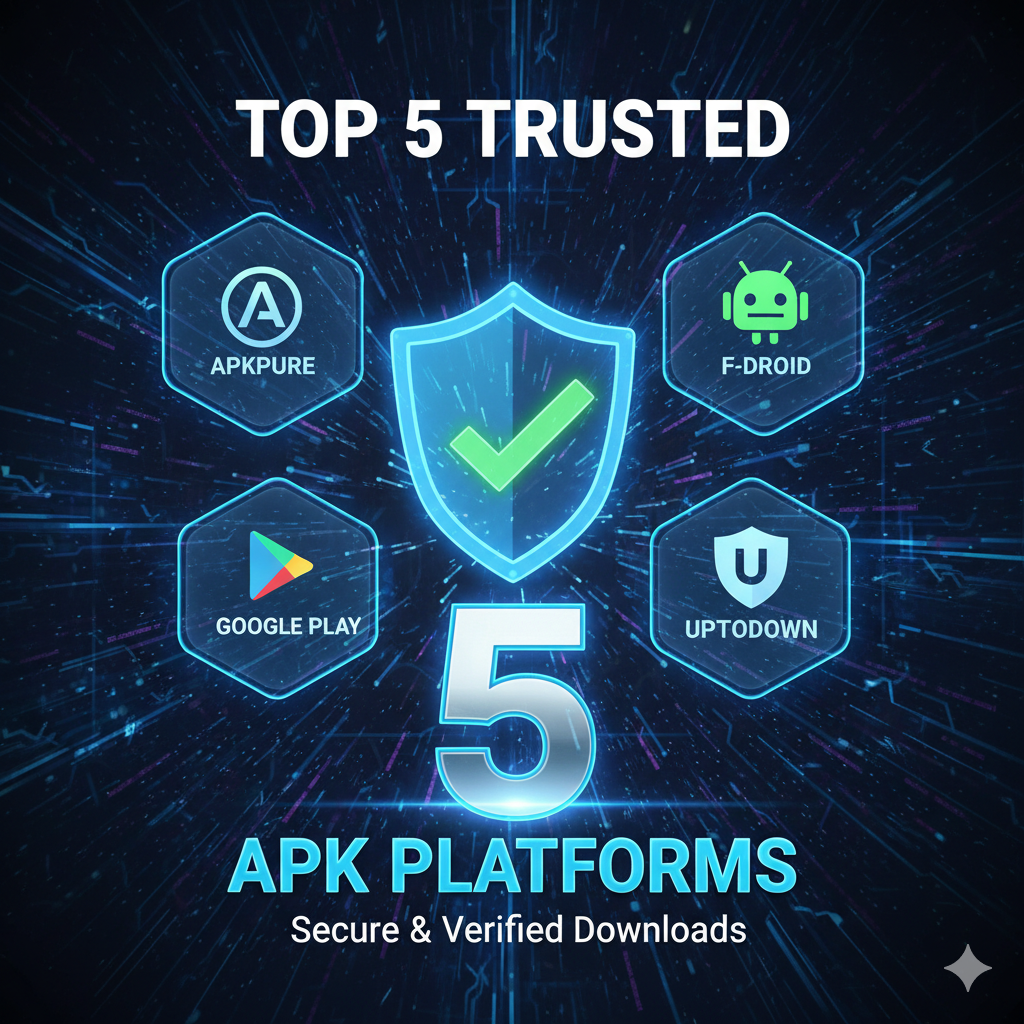 TOP 5 TRUSTED
APKPURE
F-DROID
GOOGLE PLAY
U
UPTODOWN
5
APK PLATFORMS
Secure & Verified Downloads